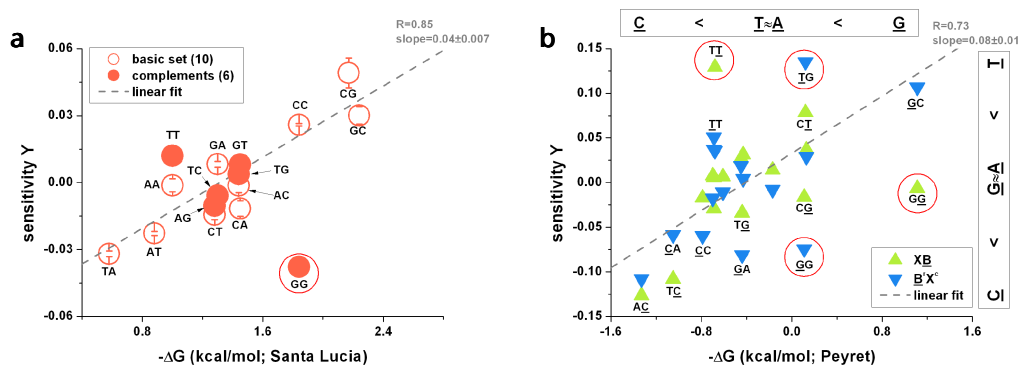 a
R=0.85
slope=0.04±0.007
basic set (10)
complements (6)
linear fit
0.06
0.03
0.00
-0.03
-0.06
sensitivity Y
TT
AA
TA
AT
TC
AG
GA
GT
TG
AC
CT
CA
CC
CG
GC
GG
0.8
1.6
2.4
-ΔG (kcal/mol; Santa Lucia)
b
C < T≈A < G
R=0.73
slope=0.08±0.01
C < G≈A < T
0.15
0.10
0.05
0.00
-0.05
-0.10
-0.15
sensitivity Y
TT
TG
GC
CT
TT
GG
CG
TG
CA
CC
GA
GG
TC
AC
XB
B'Xᶜ
linear fit
-1.6
-0.8
0.0
0.8
1.6
-ΔG (kcal/mol; Peyret)